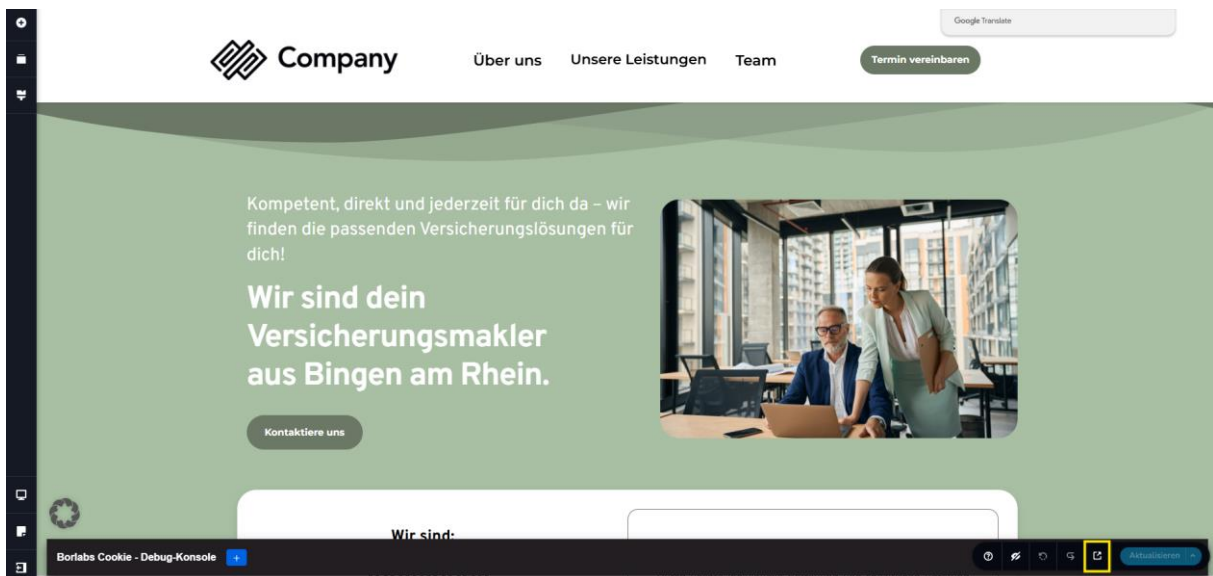 Google Translate
Company
Über uns
Unsere Leistungen
Team
Termin vereinbaren
Kompetent, direkt und jederzeit für dich da – wir
finden die passenden Versicherungslösungen für
dich!
Wir sind dein
Versicherungsmakler
aus Bingen am Rhein.
Kontaktiere uns
Wir sind:
Borlabs Cookie - Debug-Konsole
Aktualisieren